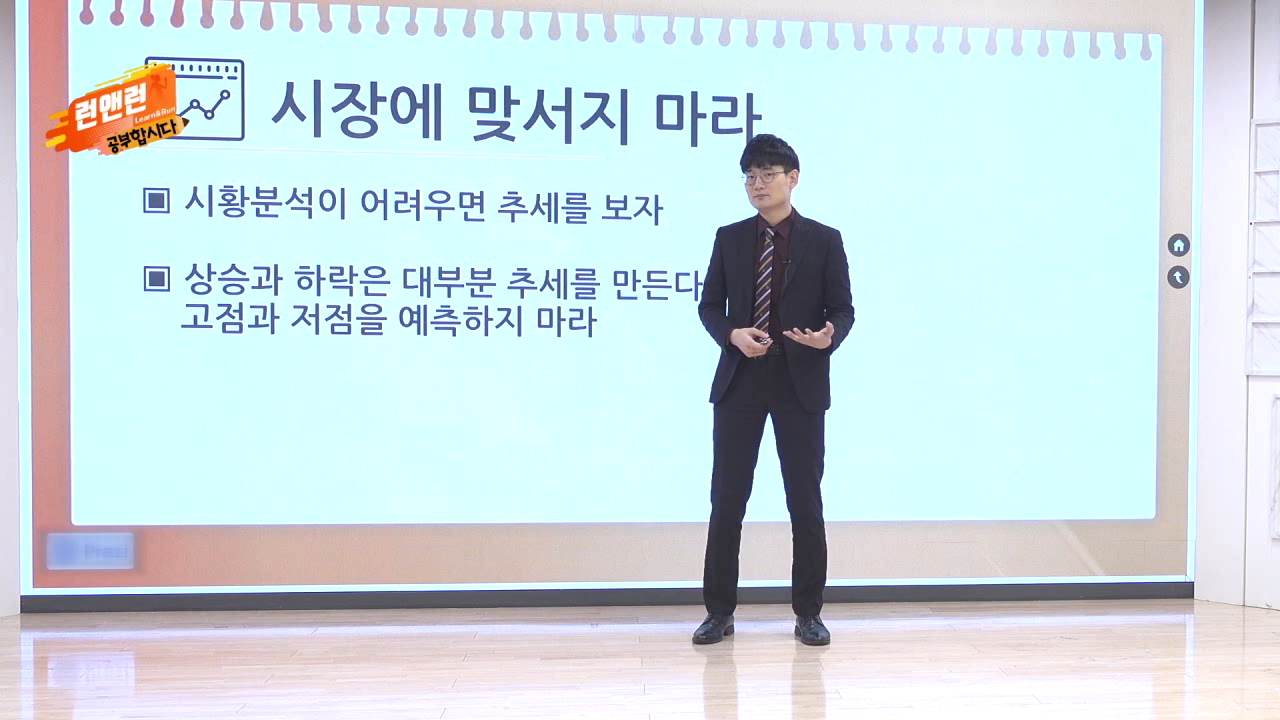 런앤런
Learn&Run
공부합시다
시장에 맞서지 마라
▣ 시황분석이 어려우면 추세를 보자
▣ 상승과 하락은 대부분 추세를 만든다
고점과 저점을 예측하지 마라